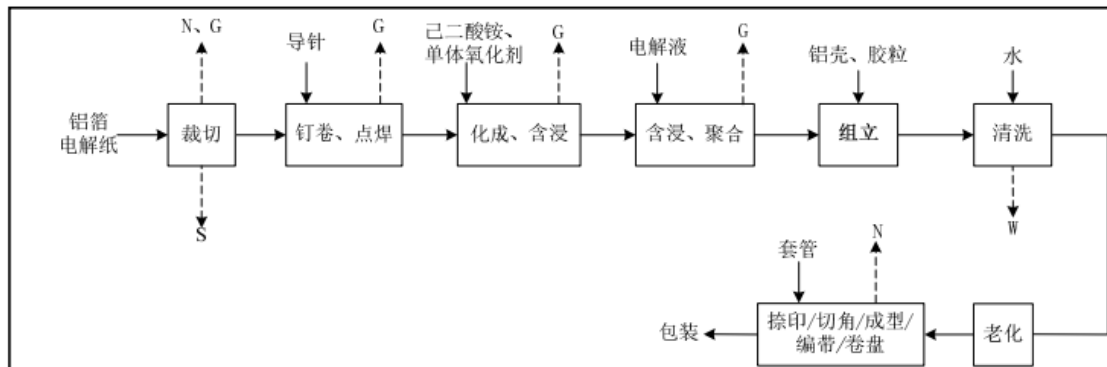 N、G
导针
G
己二酸铵、
单体氧化剂
G
电解液
G
铝壳、胶粒
水
铝箔
电解纸
裁切
钉卷、点焊
化成、含浸
含浸、聚合
组立
清洗
S
W
套管
N
包装
捺印/切角/成型/
编带/卷盘
老化